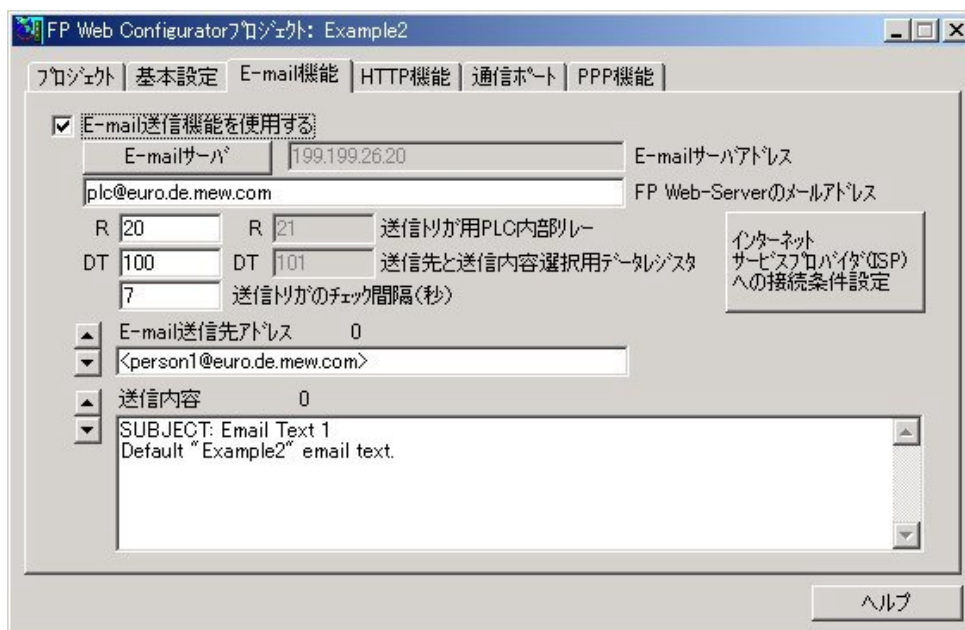 FP Web Configuratorﾌﾟﾛｼﾞｪｸﾄ: Example2
ﾌﾟﾛｼﾞｪｸﾄ 基本設定 E-mail機能 HTTP機能 通信ﾎﾟｰﾄ PPP機能
E-mail送信機能を使用する
E-mailｻｰﾊﾞ 199.199.26.20 E-mailｻｰﾊﾞｱﾄﾞﾚｽ
plc@euro.de.mew.com FP Web-Serverのﾒｰﾙｱﾄﾞﾚｽ
R 20 R 21 送信ﾄﾘｶﾞ用PLC内部ﾘﾚｰ
DT 100 DT 101 送信先と送信内容選択用ﾃﾞｰﾀﾚｼﾞｽﾀ
7 送信ﾄﾘｶﾞのﾁｪｯｸ間隔(秒)
ｲﾝﾀｰﾈｯﾄ
ｻｰﾋﾞｽﾌﾟﾛﾊﾞｲﾀﾞ(ISP)
への接続条件設定
E-mail送信先ｱﾄﾞﾚｽ 0
<person1@euro.de.mew.com>
送信内容 0
SUBJECT: Email Text 1
Default "Example2" email text.
ヘルプ